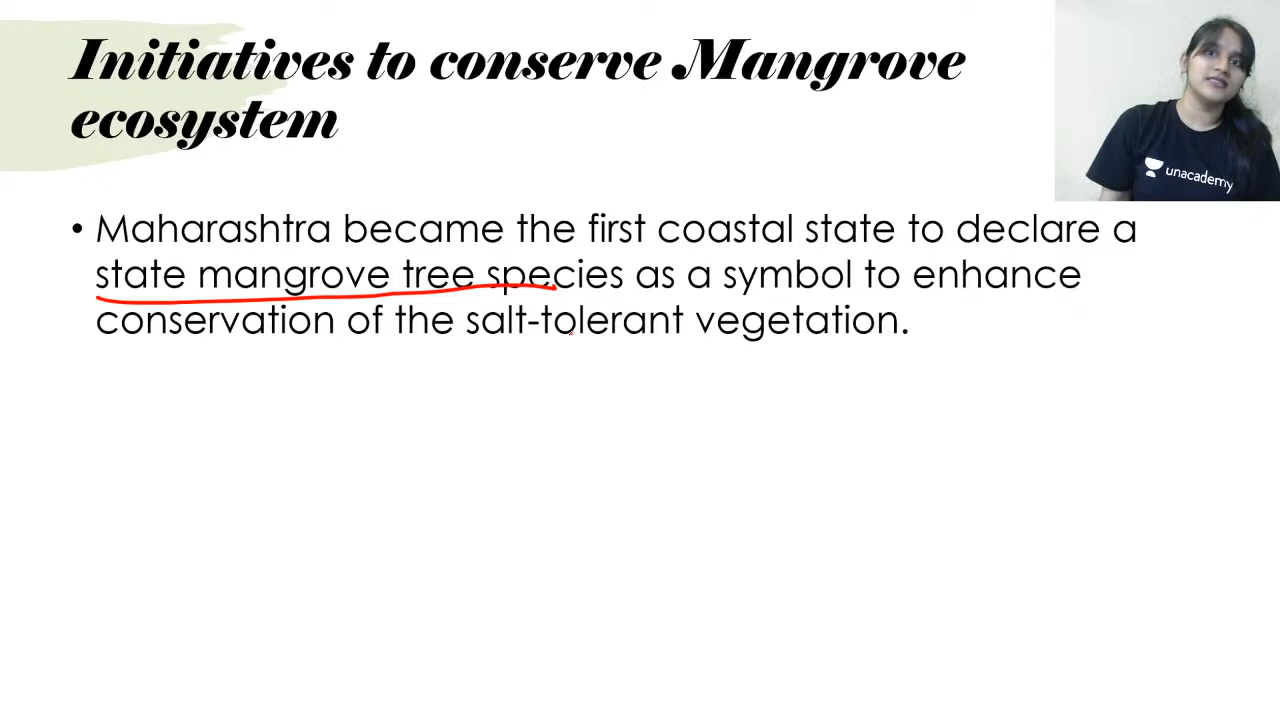 Initiatives to conserve Mangrove
ecosystem
unacademy
• Maharashtra became the first coastal state to declare a
state mangrove tree species as a symbol to enhance
conservation of the salt-tolerant vegetation.